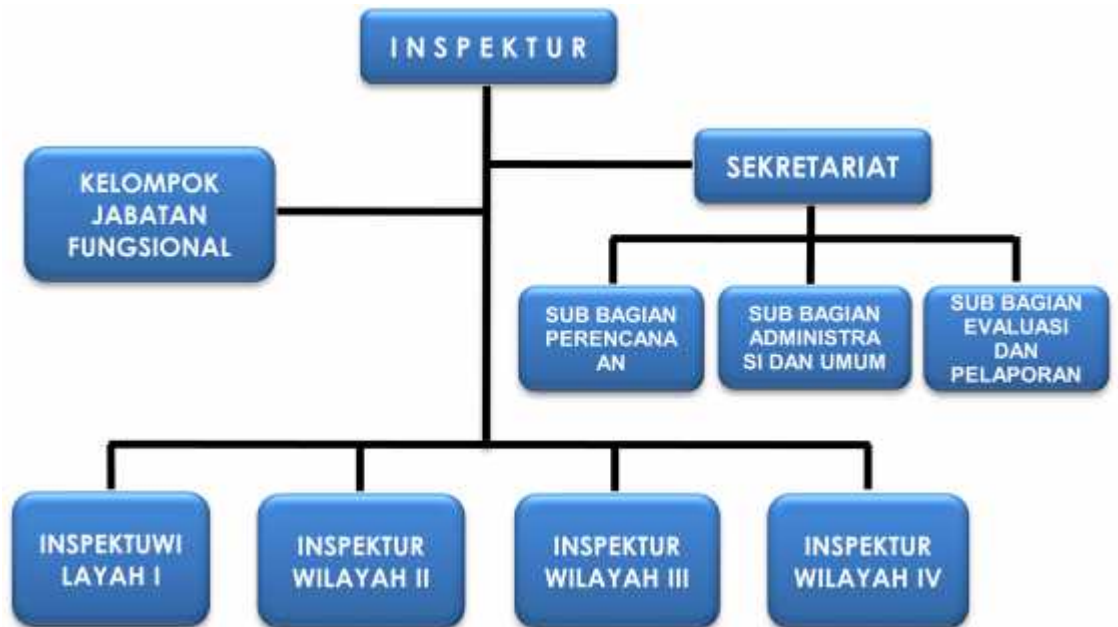 I N S P E K T U R
SEKRETARIAT
KELOMPOK
JABATAN
FUNGSIONAL
SUB BAGIAN
PERENCANA
AN
SUB BAGIAN
ADMINISTRA
SI DAN UMUM
SUB BAGIAN
EVALUASI
DAN
PELAPORAN
INSPEKTUWI
LAYAH I
INSPEKTUR
WILAYAH II
INSPEKTUR
WILAYAH III
INSPEKTUR
WILAYAH IV